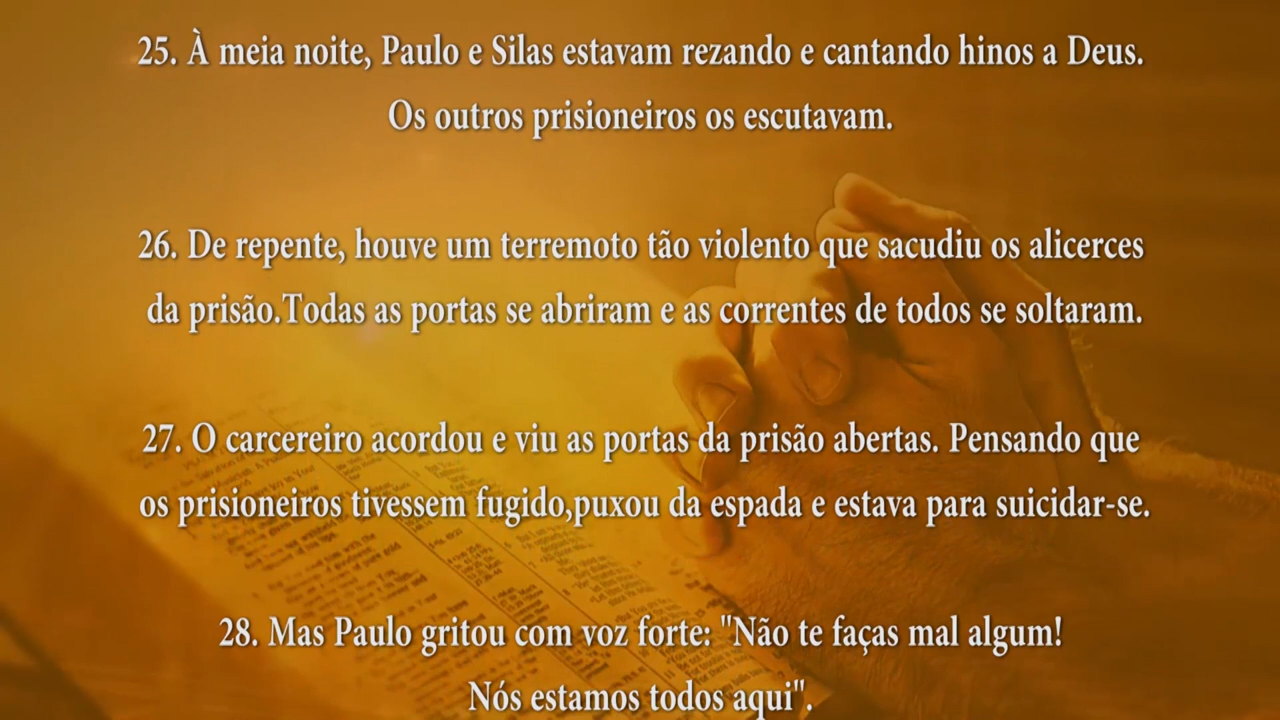 25. À meia noite, Paulo e Silas estavam rezando e cantando hinos a Deus.
Os outros prisioneiros os escutavam.
26. De repente, houve um terremoto tão violento que sacudiu os alicerces
da prisão.Todas as portas se abriram e as correntes de todos se soltaram.
27. O carcereiro acordou e viu as portas da prisão abertas. Pensando que
os prisioneiros tivessem fugido,puxou da espada e estava para suicidar-se.
28. Mas Paulo gritou com voz forte: "Não te faças mal algum!
Nós estamos todos aqui".